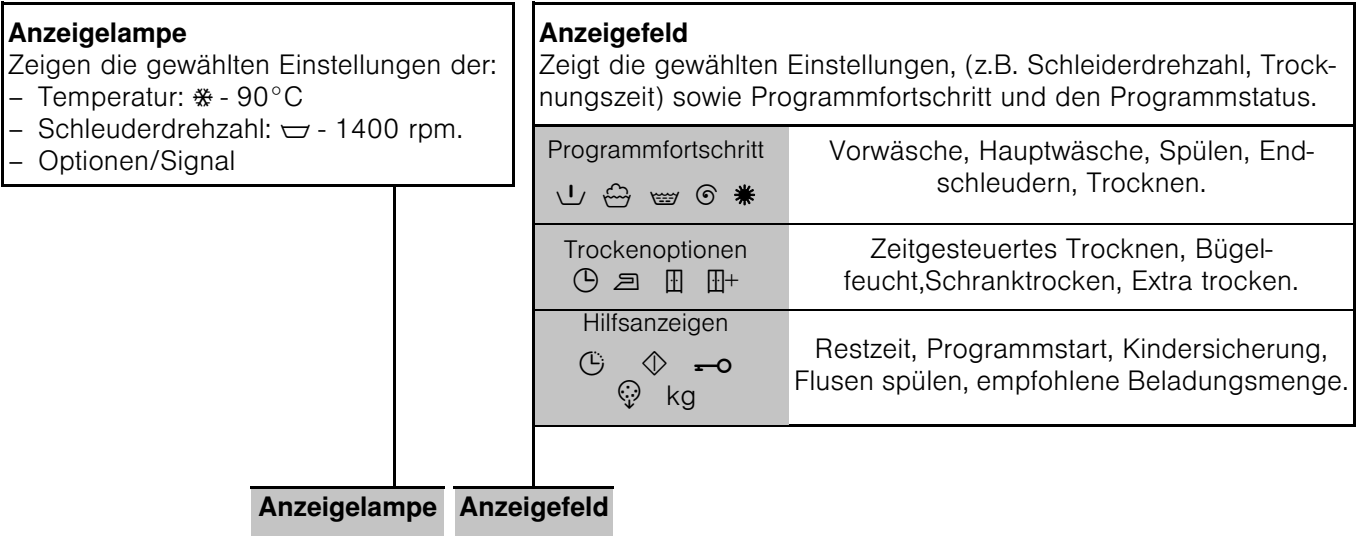 Anzeigelampe
Zeigen die gewählten Einstellungen der:
– Temperatur: ❄ - 90°C
– Schleuderdrehzahl: - 1400 rpm.
– Optionen/Signal
Anzeigefeld
Zeigt die gewählten Einstellungen, (z.B. Schleiderdrehzahl, Trock-
nungszeit) sowie Programmfortschritt und den Programmstatus.
Programmfortschritt
Vorwäsche, Hauptwäsche, Spülen, End-
schleudern, Trocknen.
Trockenoptionen
+
Zeitgesteuertes Trocknen, Bügel-
feucht,Schranktrocken, Extra trocken.
Hilfsanzeigen
kg
Restzeit, Programmstart, Kindersicherung,
Flusen spülen, empfohlene Beladungsmenge.
Anzeigelampe
Anzeigefeld